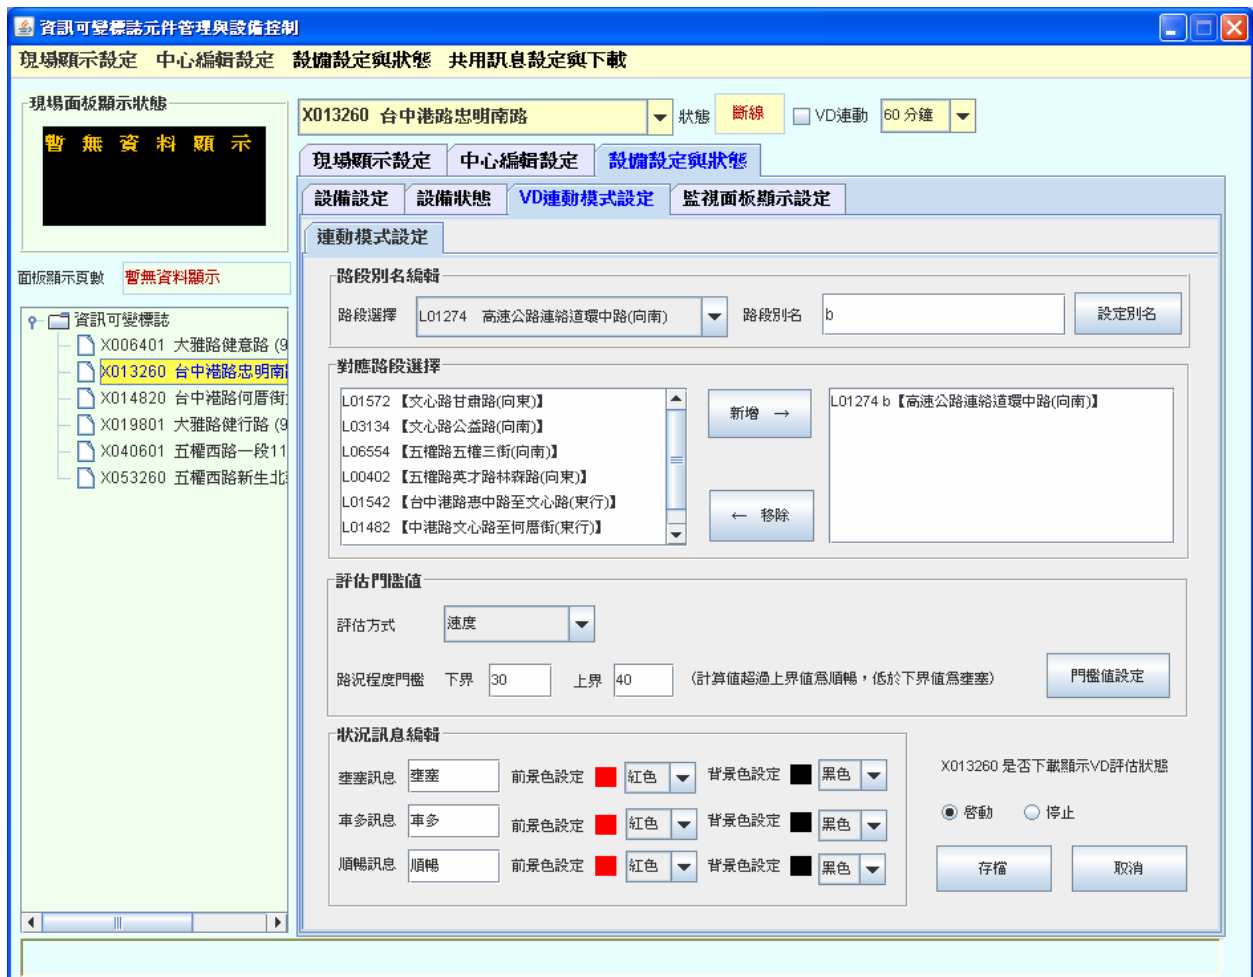 資訊可變標誌元件管理與設備控制
現場顯示設定 中心編輯設定 設備設定與狀態 共用訊息設定與下載
現場面板顯示狀態
暫無資料顯示
面板顯示頁數 暫無資料顯示
資訊可變標誌
X006401 大雅路健意路 (9
X013260 台中港路忠明南
X014820 台中港路何厝街
X019801 大雅路健行路 (9
X040601 五權西路一段11
X053260 五權西路新生北
X013260 台中港路忠明南路 狀態 斷線 VD連動 60 分鐘
現場顯示設定 中心編輯設定 設備設定與狀態
設備設定 設備狀態 VD連動模式設定 監視面板顯示設定
連動模式設定
路段別名編輯
路段選擇 L01274 高速公路連絡道環中路(向南) 路段別名 b 設定別名
對應路段選擇
L01572【文心路甘肅路(向東)】
L03134【文心路公益路(向南)】
L06554【五權路五權三街(向南)】
L00402【五權路英才路林森路(向東)】
L01542【台中港路惠中路至文心路(東行)】
L01482【中港路文心路至何厝街(東行)】
新增 →
← 移除
L01274 b【高速公路連絡道環中路(向南)】
評估門檻值
評估方式 速度
路況程度門檻 下界 30 上界 40 (計算值超過上界值為順暢，低於下界值為壅塞) 門檻值設定
狀況訊息編輯
壅塞訊息 壅塞 前景色設定 紅色 背景色設定 黑色
車多訊息 車多 前景色設定 紅色 背景色設定 黑色
順暢訊息 順暢 前景色設定 紅色 背景色設定 黑色
X013260 是否下載顯示VD評估狀態
啓動 停止
存檔 取消